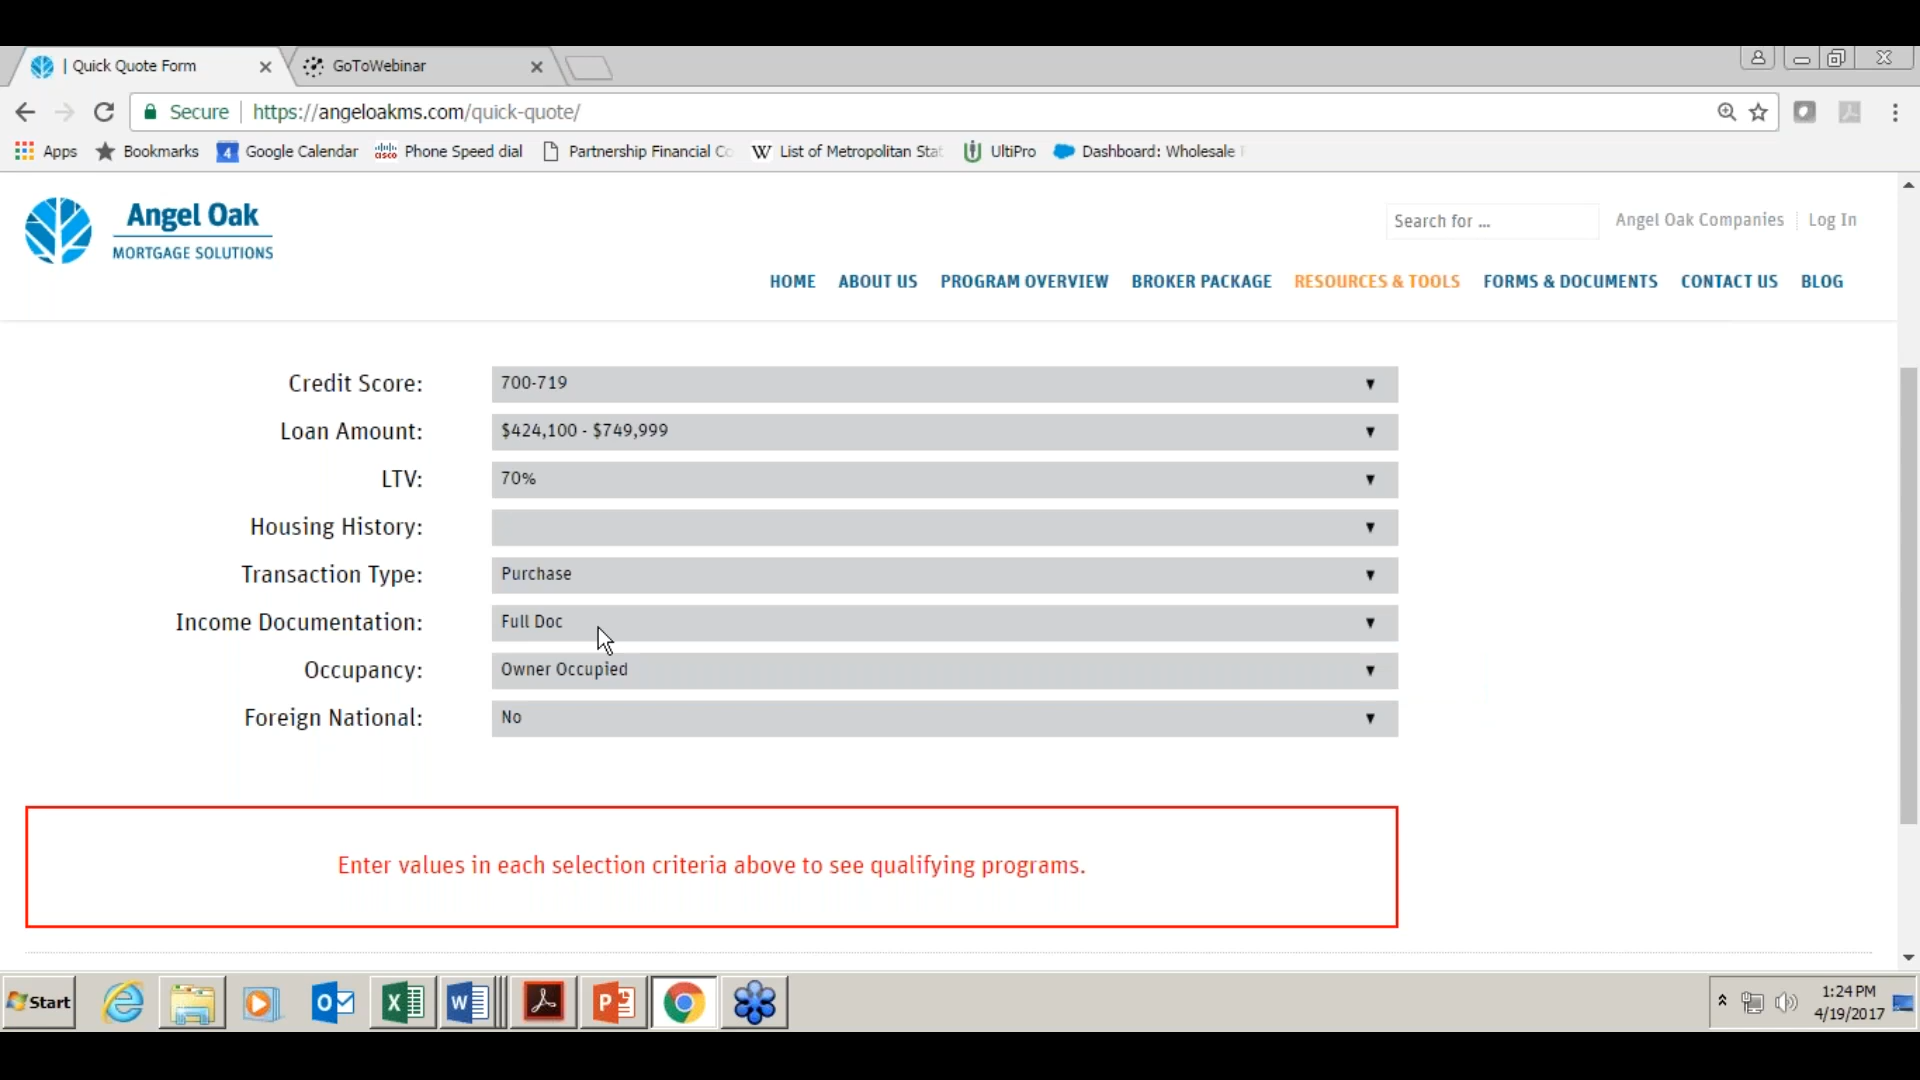 | Quick Quote Form
GoToWebinar
Secure | https://angeloakms.com/quick-quote/
Apps Bookmarks 4 Google Calendar cisco Phone Speed dial Partnership Financial Co W List of Metropolitan Stat UltiPro Dashboard: Wholesale
Angel Oak
MORTGAGE SOLUTIONS
Search for ...
Angel Oak Companies
Log In
HOME ABOUT US PROGRAM OVERVIEW BROKER PACKAGE RESOURCES & TOOLS FORMS & DOCUMENTS CONTACT US BLOG
Credit Score: 700-719
Loan Amount: $424,100 - $749,999
LTV: 70%
Housing History:
Transaction Type: Purchase
Income Documentation: Full Doc
Occupancy: Owner Occupied
Foreign National: No
Enter values in each selection criteria above to see qualifying programs.
Start
1:24 PM
4/19/2017